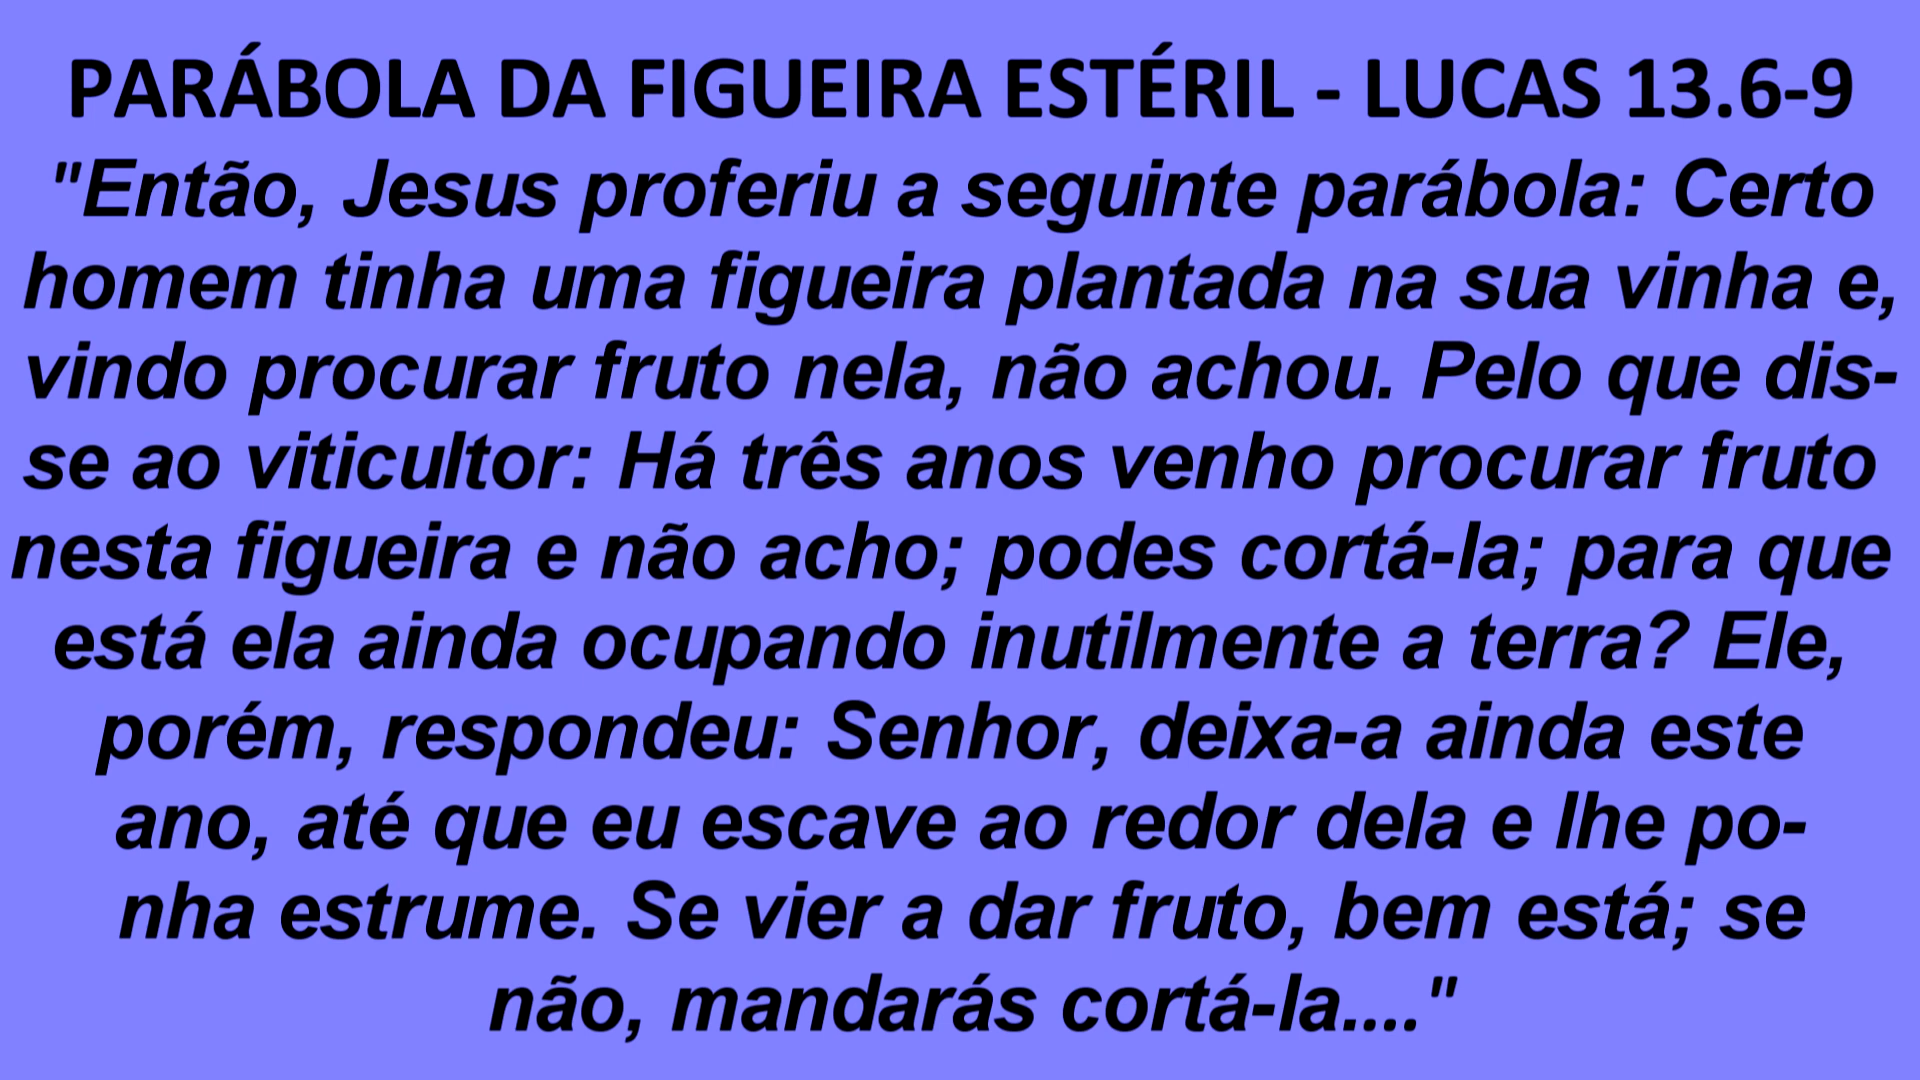 PARÁBOLA DA FIGUEIRA ESTÉRIL - LUCAS 13.6-9
"Então, Jesus proferiu a seguinte parábola: Certo
homem tinha uma figueira plantada na sua vinha e,
vindo procurar fruto nela, não achou. Pelo que dis-
se ao viticultor: Há três anos venho procurar fruto
nesta figueira e não acho; podes cortá-la; para que
está ela ainda ocupando inutilmente a terra? Ele,
porém, respondeu: Senhor, deixa-a ainda este
ano, até que eu escave ao redor dela e lhe po-
nha estrume. Se vier a dar fruto, bem está; se
não, mandarás cortá-la...."